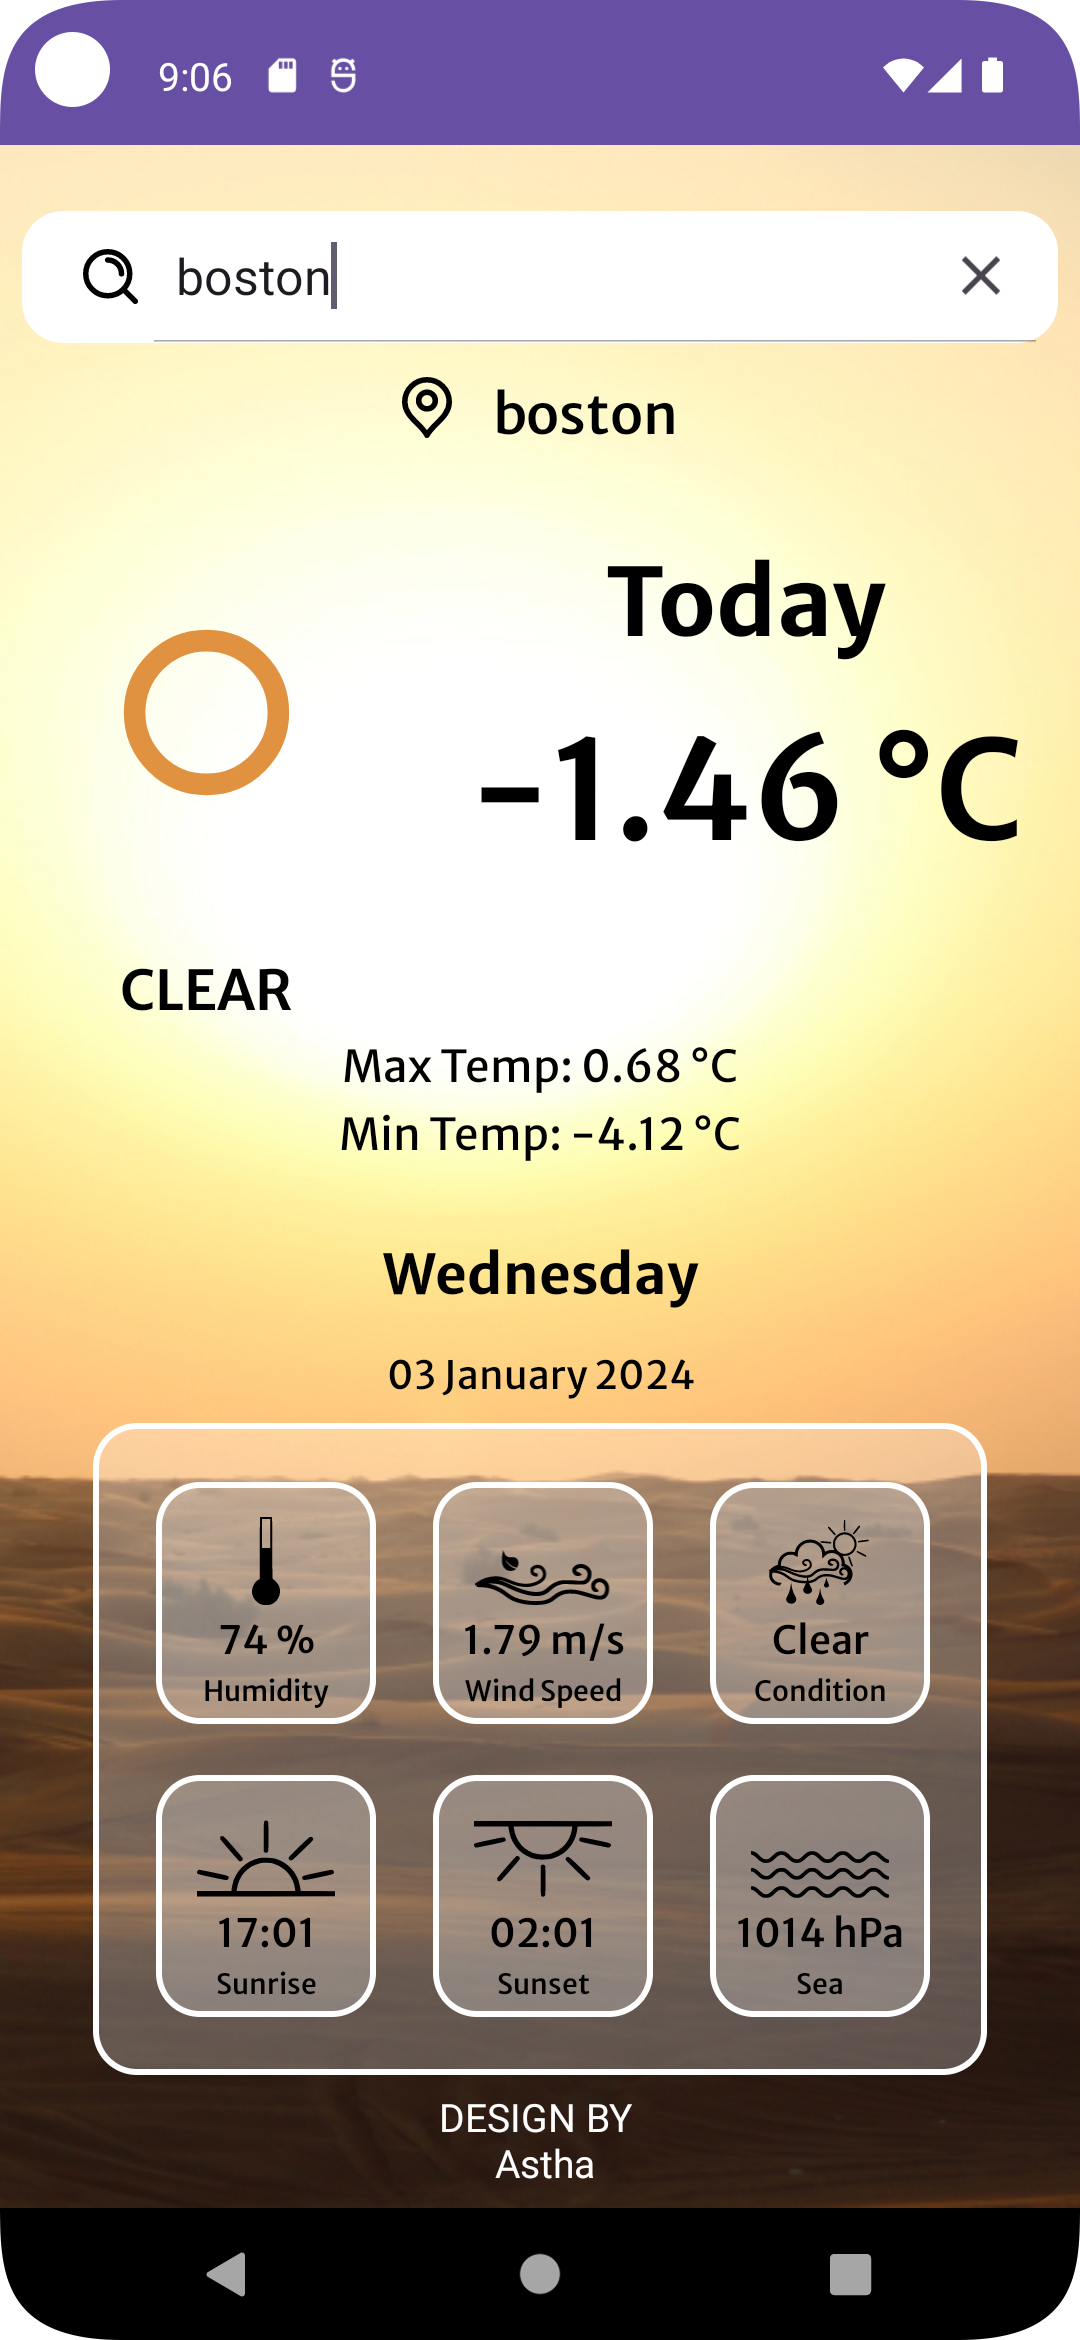 9:06
boston
boston
Today
-1.46 °C
CLEAR
Max Temp: 0.68 °C
Min Temp: -4.12 °C
Wednesday
03 January 2024
74 %
Humidity
1.79 m/s
Wind Speed
Clear
Condition
17:01
Sunrise
02:01
Sunset
1014 hPa
Sea
DESIGN BY
Astha